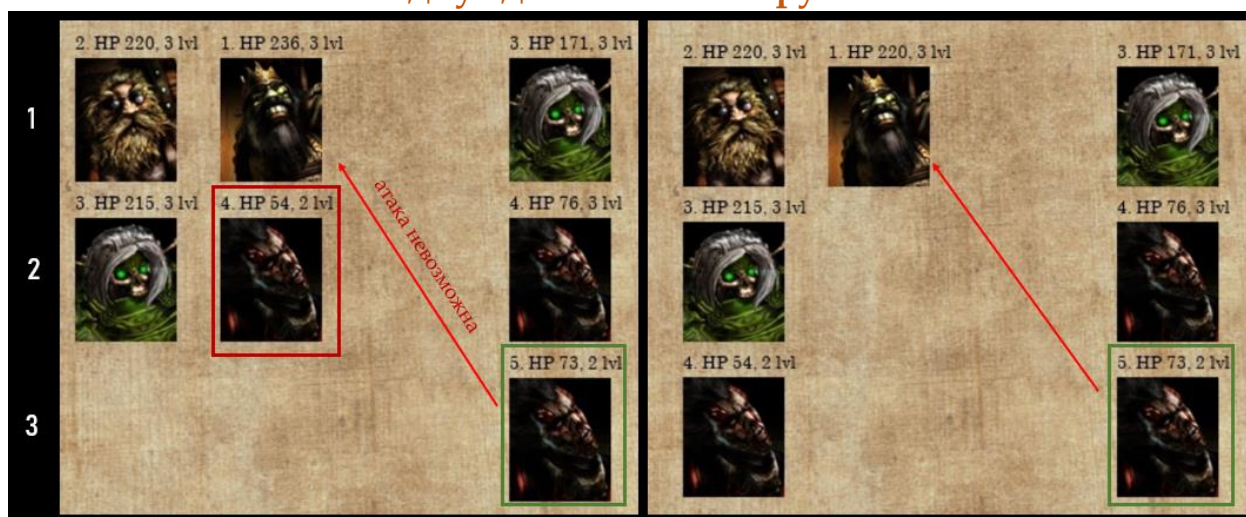 2. HP 220, 3 lvl 1. HP 236, 3 lvl 3. HP 171, 3 lvl
1
3. HP 215, 3 lvl 4. HP 54, 2 lvl 4. HP 76, 3 lvl
атака невозможна
2
5. HP 73, 2 lvl
3
2. HP 220, 3 lvl 1. HP 220, 3 lvl 3. HP 171, 3 lvl
3. HP 215, 3 lvl 4. HP 76, 3 lvl
4. HP 54, 2 lvl 5. HP 73, 2 lvl